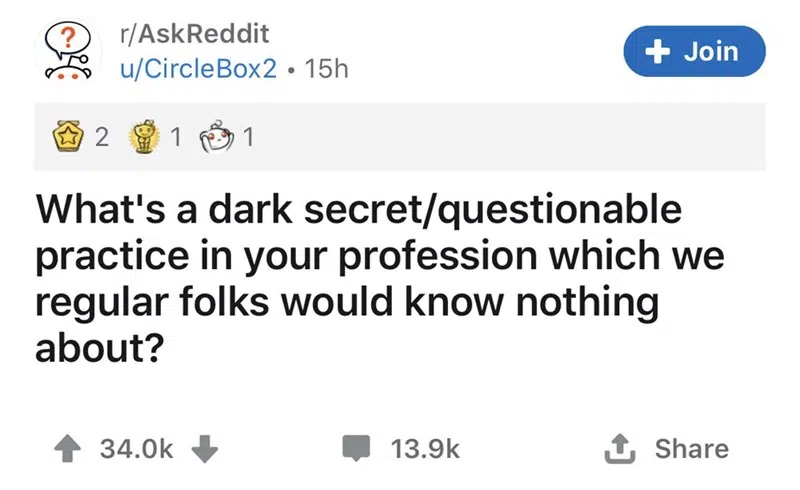 r/AskReddit
u/CircleBox2 • 15h
+ Join
2 1 1
What's a dark secret/questionable
practice in your profession which we
regular folks would know nothing
about?
34.0k 13.9k Share